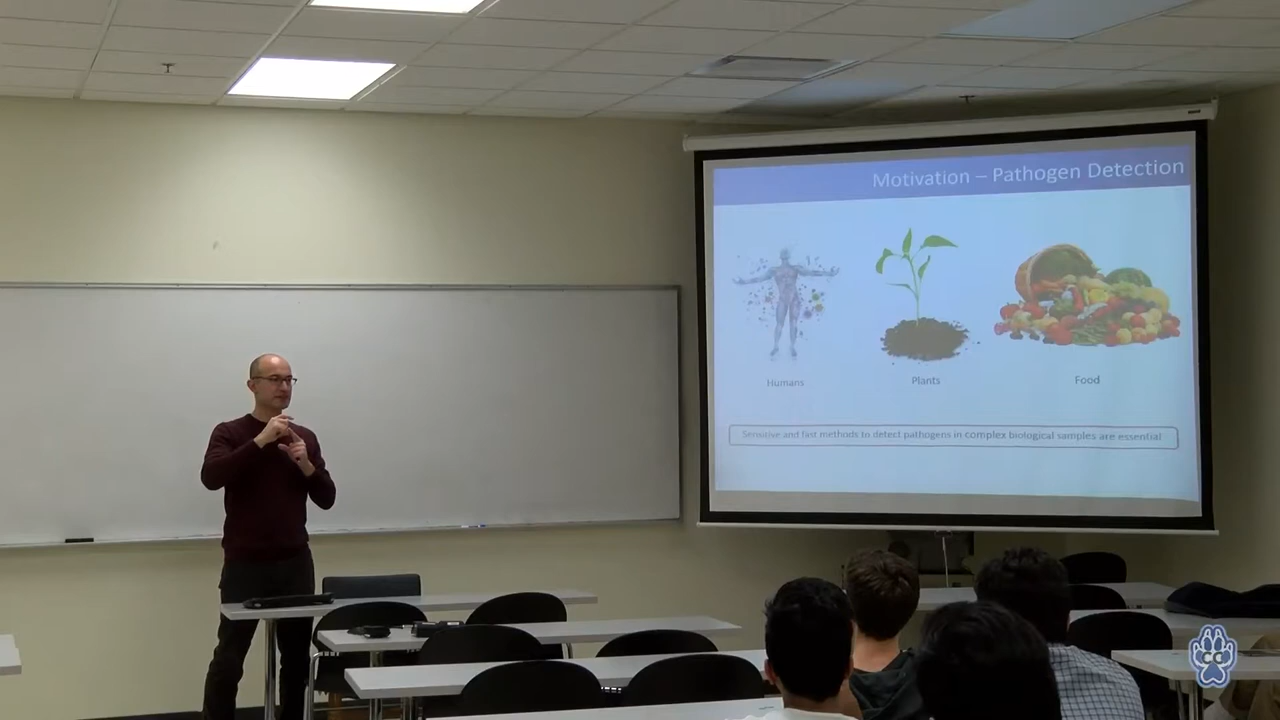 Motivation – Pathogen Detection
Humans
Plants
Food
Sensitive and fast methods to detect pathogens in complex biological samples are essential
CC